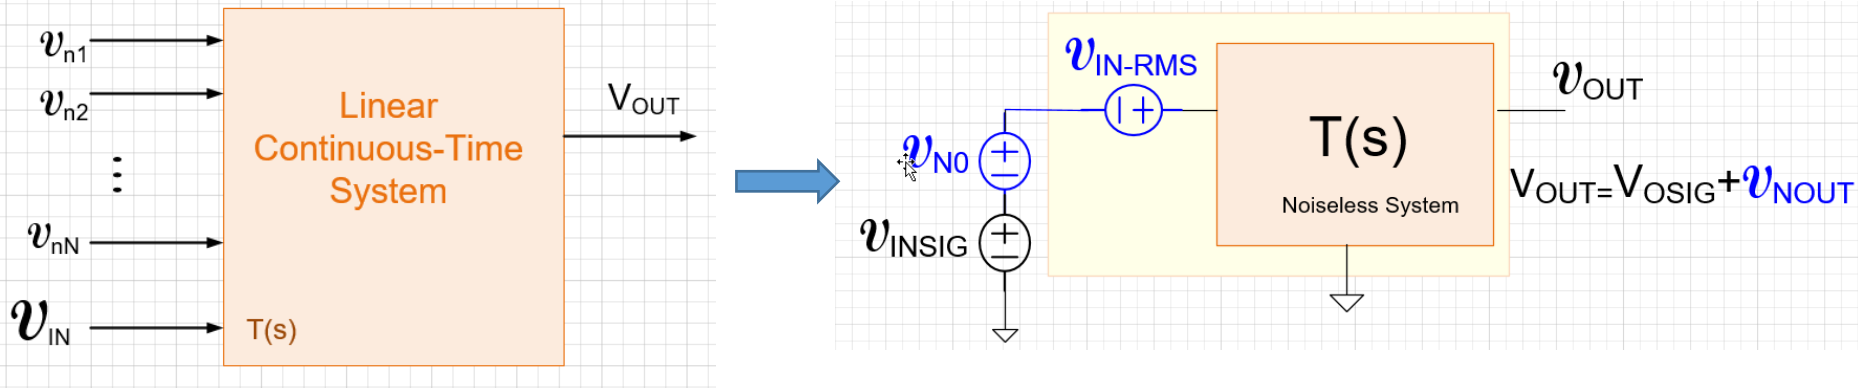 vn1
vn2
vnN
vIN
Linear
Continuous-Time
System
T(s)
VOUT
vIN-RMS
vN0
vINSIG
T(s)
Noiseless System
vOUT
VOUT=VOSIG+vNOUT